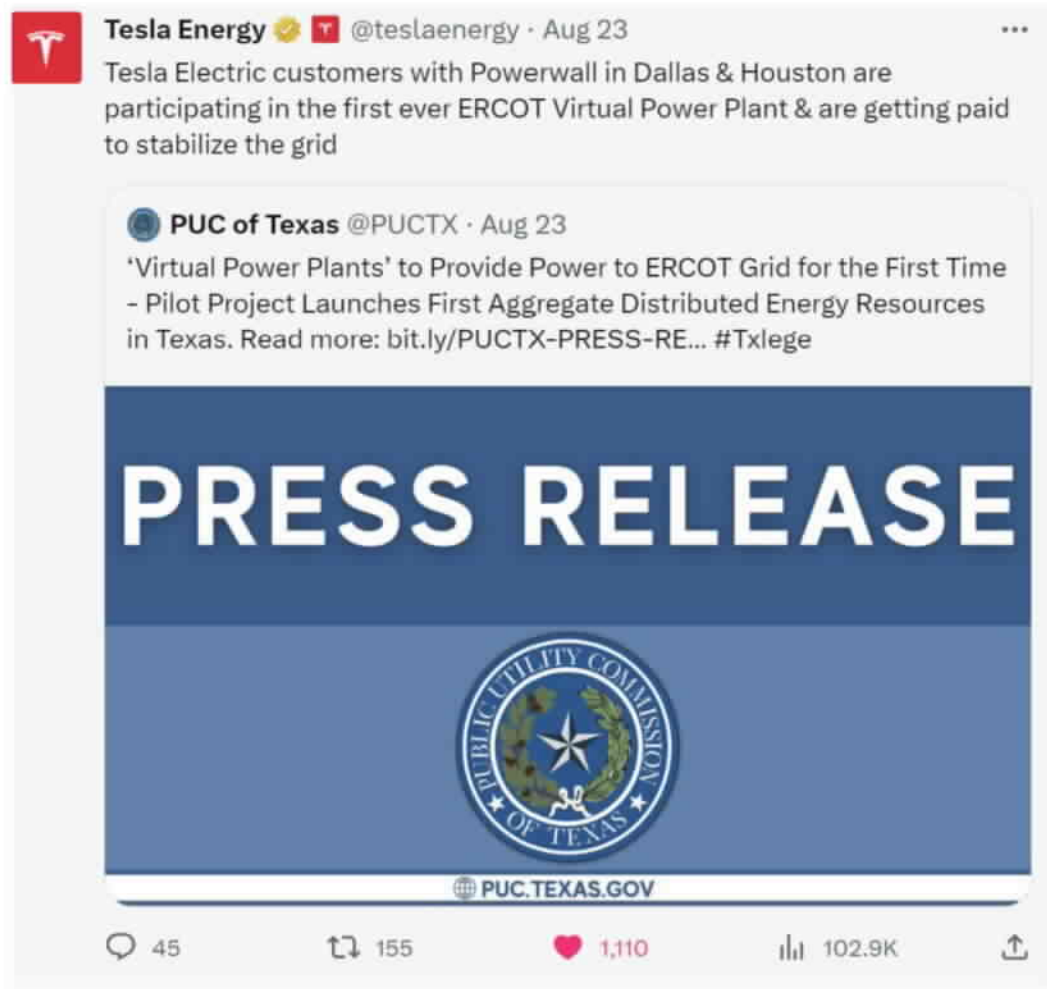 Tesla Energy @teslaenergy · Aug 23
Tesla Electric customers with Powerwall in Dallas & Houston are
participating in the first ever ERCOT Virtual Power Plant & are getting paid
to stabilize the grid
PUC of Texas @PUCTX · Aug 23
‘Virtual Power Plants’ to Provide Power to ERCOT Grid for the First Time
- Pilot Project Launches First Aggregate Distributed Energy Resources
in Texas. Read more: bit.ly/PUCTX-PRESS-RE... #Txlege
PRESS RELEASE
PUBLIC UTILITY COMMISSION
OF TEXAS
PUC.TEXAS.GOV
45 155 1,110 102.9K